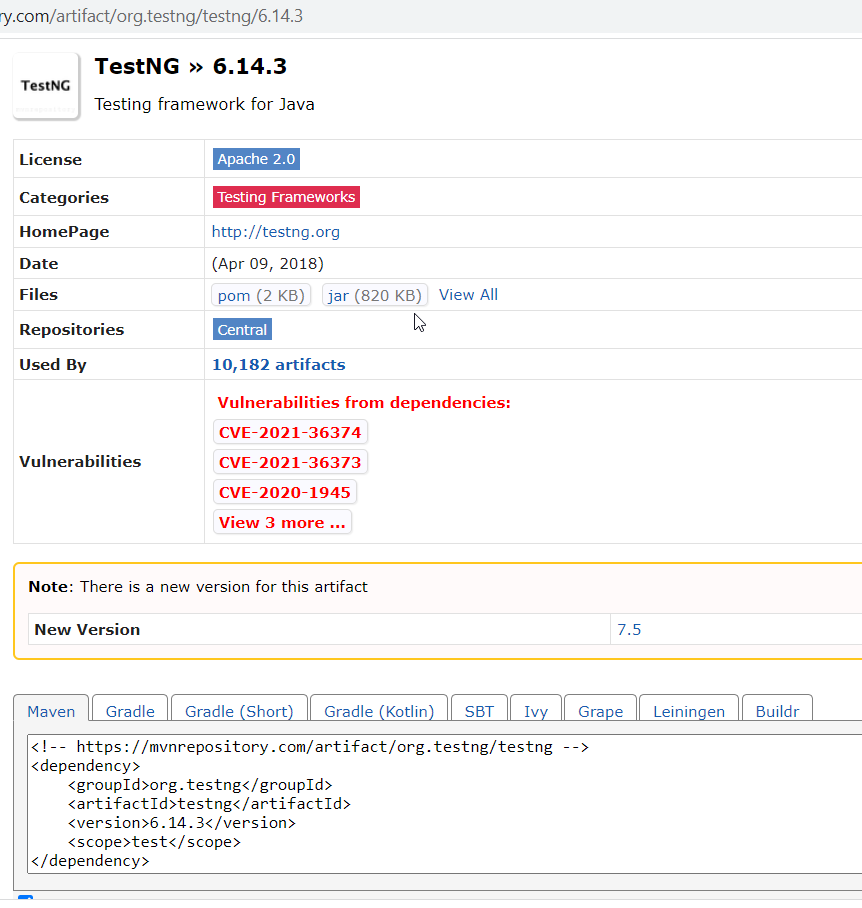 ry.com/artifact/org.testng/testng/6.14.3
TestNG
TestNG » 6.14.3
Testing framework for Java
License Apache 2.0
Categories Testing Frameworks
HomePage http://testng.org
Date (Apr 09, 2018)
Files pom (2 KB) jar (820 KB) View All
Repositories Central
Used By 10,182 artifacts
Vulnerabilities
Vulnerabilities from dependencies:
CVE-2021-36374
CVE-2021-36373
CVE-2020-1945
View 3 more ...
Note: There is a new version for this artifact
New Version 7.5
Maven Gradle Gradle (Short) Gradle (Kotlin) SBT Ivy Grape Leiningen Buildr
<!-- https://mvnrepository.com/artifact/org.testng/testng -->
<dependency>
    <groupId>org.testng</groupId>
    <artifactId>testng</artifactId>
    <version>6.14.3</version>
    <scope>test</scope>
</dependency>